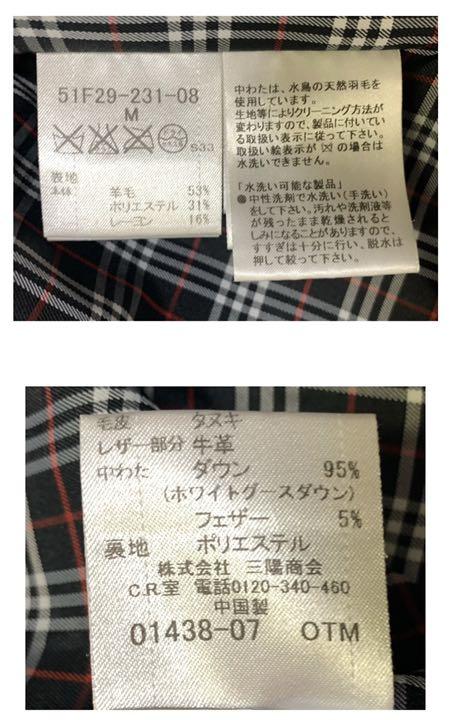 51F29-231-08
M
S33
表地
羊毛 53%
ポリエステル 31%
レーヨン 16%
中わたは、水鳥の天然羽毛を
使用しています。
生地等によりクリーニング方法が
変わりますので、製品に付いてい
る取扱い表示に従って下さい。
取扱い絵表示が の場合は
水洗いできません。
「水洗い可能な製品」
●中性洗剤で水洗い(手洗い)
をして下さい。汚れや洗剤液等
が残ったまま乾燥されると
しみになることがありますので、
すすぎは十分に行い、脱水は
押して絞って下さい。
毛皮 タヌキ
レザー部分 牛革
中わた ダウン 95%
(ホワイトグースダウン)
フェザー 5%
裏地 ポリエステル
株式会社 三陽商会
C.R.室 電話0120-340-460
中国製
01438-07 OTM